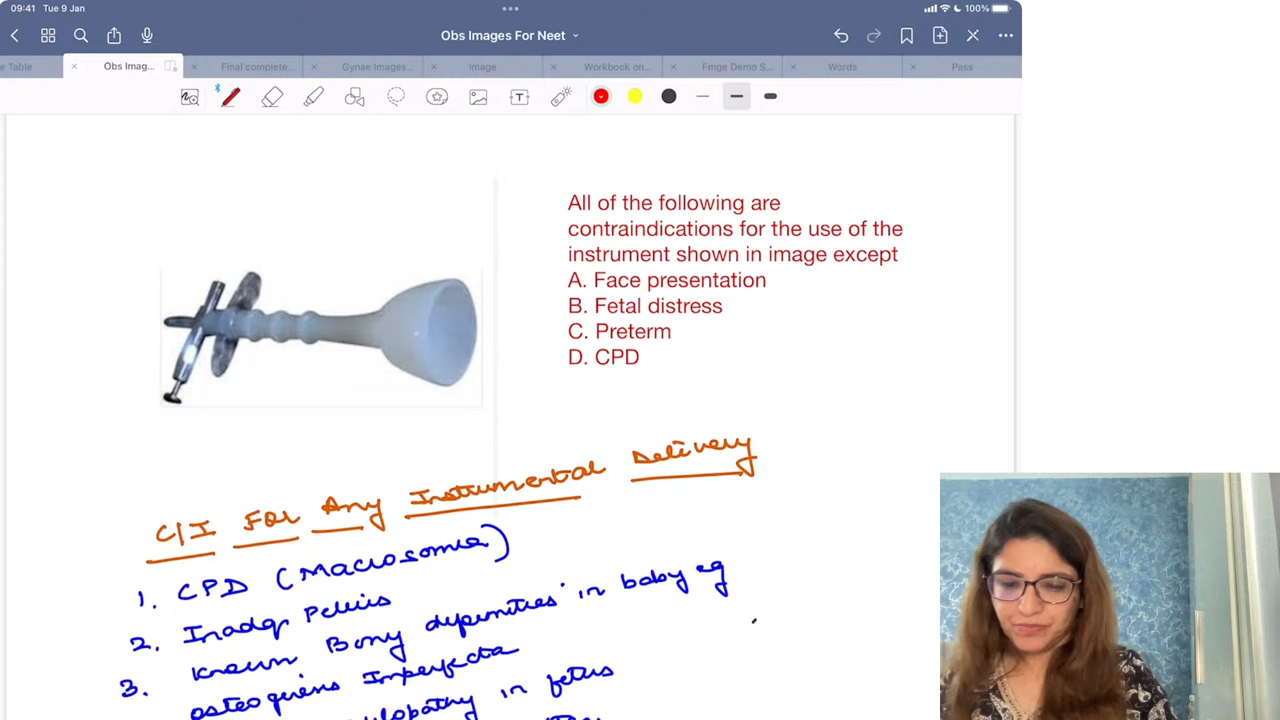 09:41 Tue 9 Jan
100%
Obs Images For Neet
e Table
Obs Imag...
Final complete...
Gynae Images...
Image
Workbook on...
Fmge Demo S...
Words
Pass
All of the following are
contraindications for the use of the
instrument shown in image except
A. Face presentation
B. Fetal distress
C. Preterm
D. CPD
C/I For Any Instrumental Delivery
1. CPD (Macrosomia)
2. Inadeq Pelvis
3. Known Bony deformities in baby eg
osteogenesis Imperfecta
in fetus